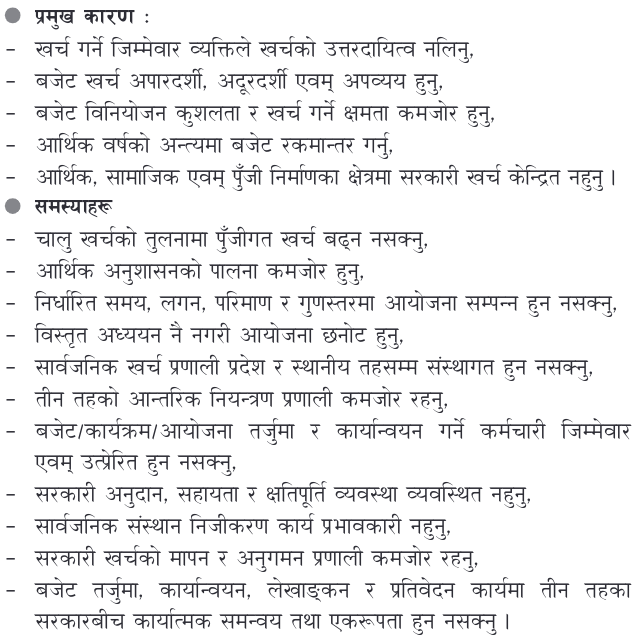 ● प्रमुख कारण :
– खर्च गर्ने जिम्मेवार व्यक्तिले खर्चको उत्तरदायित्व नलिनु,
– बजेट खर्च अपारदर्शी, अदूरदर्शी एवम् अपव्यय हुनु,
– बजेट विनियोजन कुशलता र खर्च गर्ने क्षमता कमजोर हुनु,
– आर्थिक वर्षको अन्त्यमा बजेट रकमान्तर गर्नु,
– आर्थिक, सामाजिक एवम् पुँजी निर्माणका क्षेत्रमा सरकारी खर्च केन्द्रित नहुनु ।
● समस्याहरू
– चालु खर्चको तुलनामा पुँजीगत खर्च बढ्न नसक्नु,
– आर्थिक अनुशासनको पालना कमजोर हुनु,
– निर्धारित समय, लगन, परिमाण र गुणस्तरमा आयोजना सम्पन्न हुन नसक्नु,
– विस्तृत अध्ययन नै नगरी आयोजना छनोट हुनु,
– सार्वजनिक खर्च प्रणाली प्रदेश र स्थानीय तहसम्म संस्थागत हुन नसक्नु,
– तीन तहको आन्तरिक नियन्त्रण प्रणाली कमजोर रहनु,
– बजेट/कार्यक्रम/आयोजना तर्जुमा र कार्यान्वयन गर्ने कर्मचारी जिम्मेवार
एवम् उत्प्रेरित हुन नसक्नु,
– सरकारी अनुदान, सहायता र क्षतिपूर्ति व्यवस्था व्यवस्थित नहुनु,
– सार्वजनिक संस्थान निजीकरण कार्य प्रभावकारी नहुनु,
– सरकारी खर्चको मापन र अनुगमन प्रणाली कमजोर रहनु,
– बजेट तर्जुमा, कार्यान्वयन, लेखाङ्कन र प्रतिवेदन कार्यमा तीन तहका
सरकारबीच कार्यात्मक समन्वय तथा एकरूपता हुन नसक्नु ।